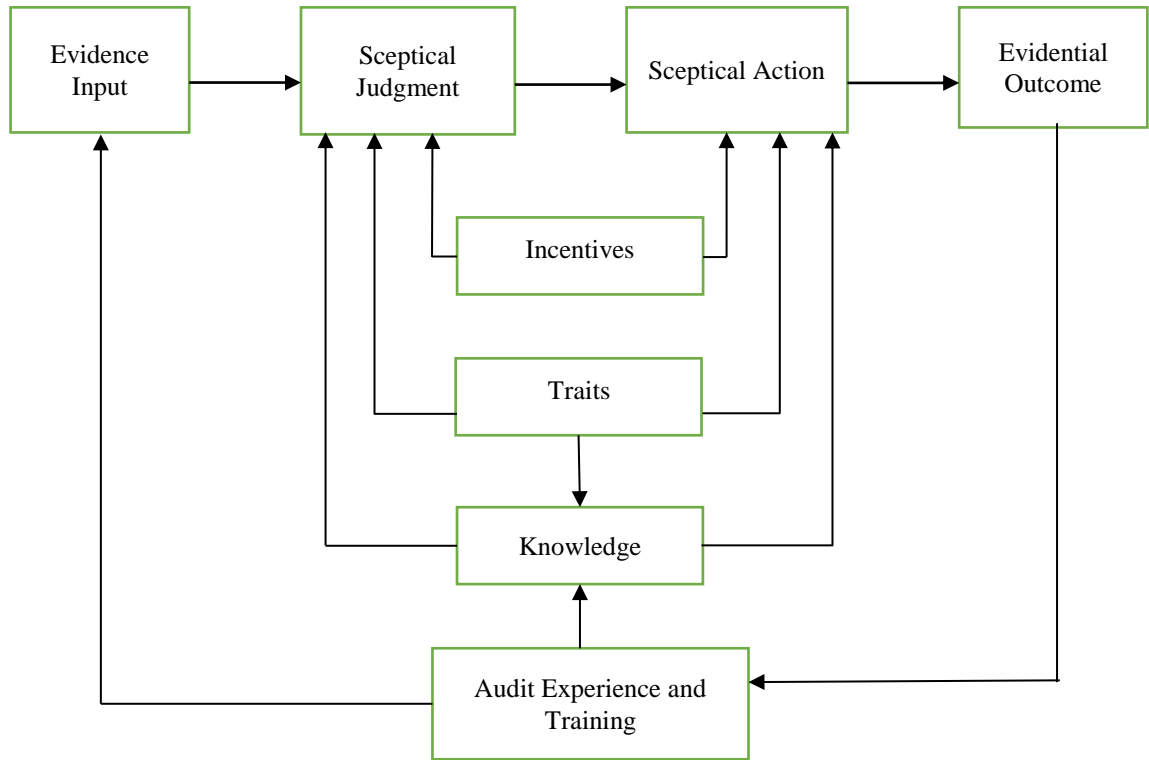 Evidence
Input
Sceptical
Judgment
Sceptical Action
Evidential
Outcome
Incentives
Traits
Knowledge
Audit Experience and
Training